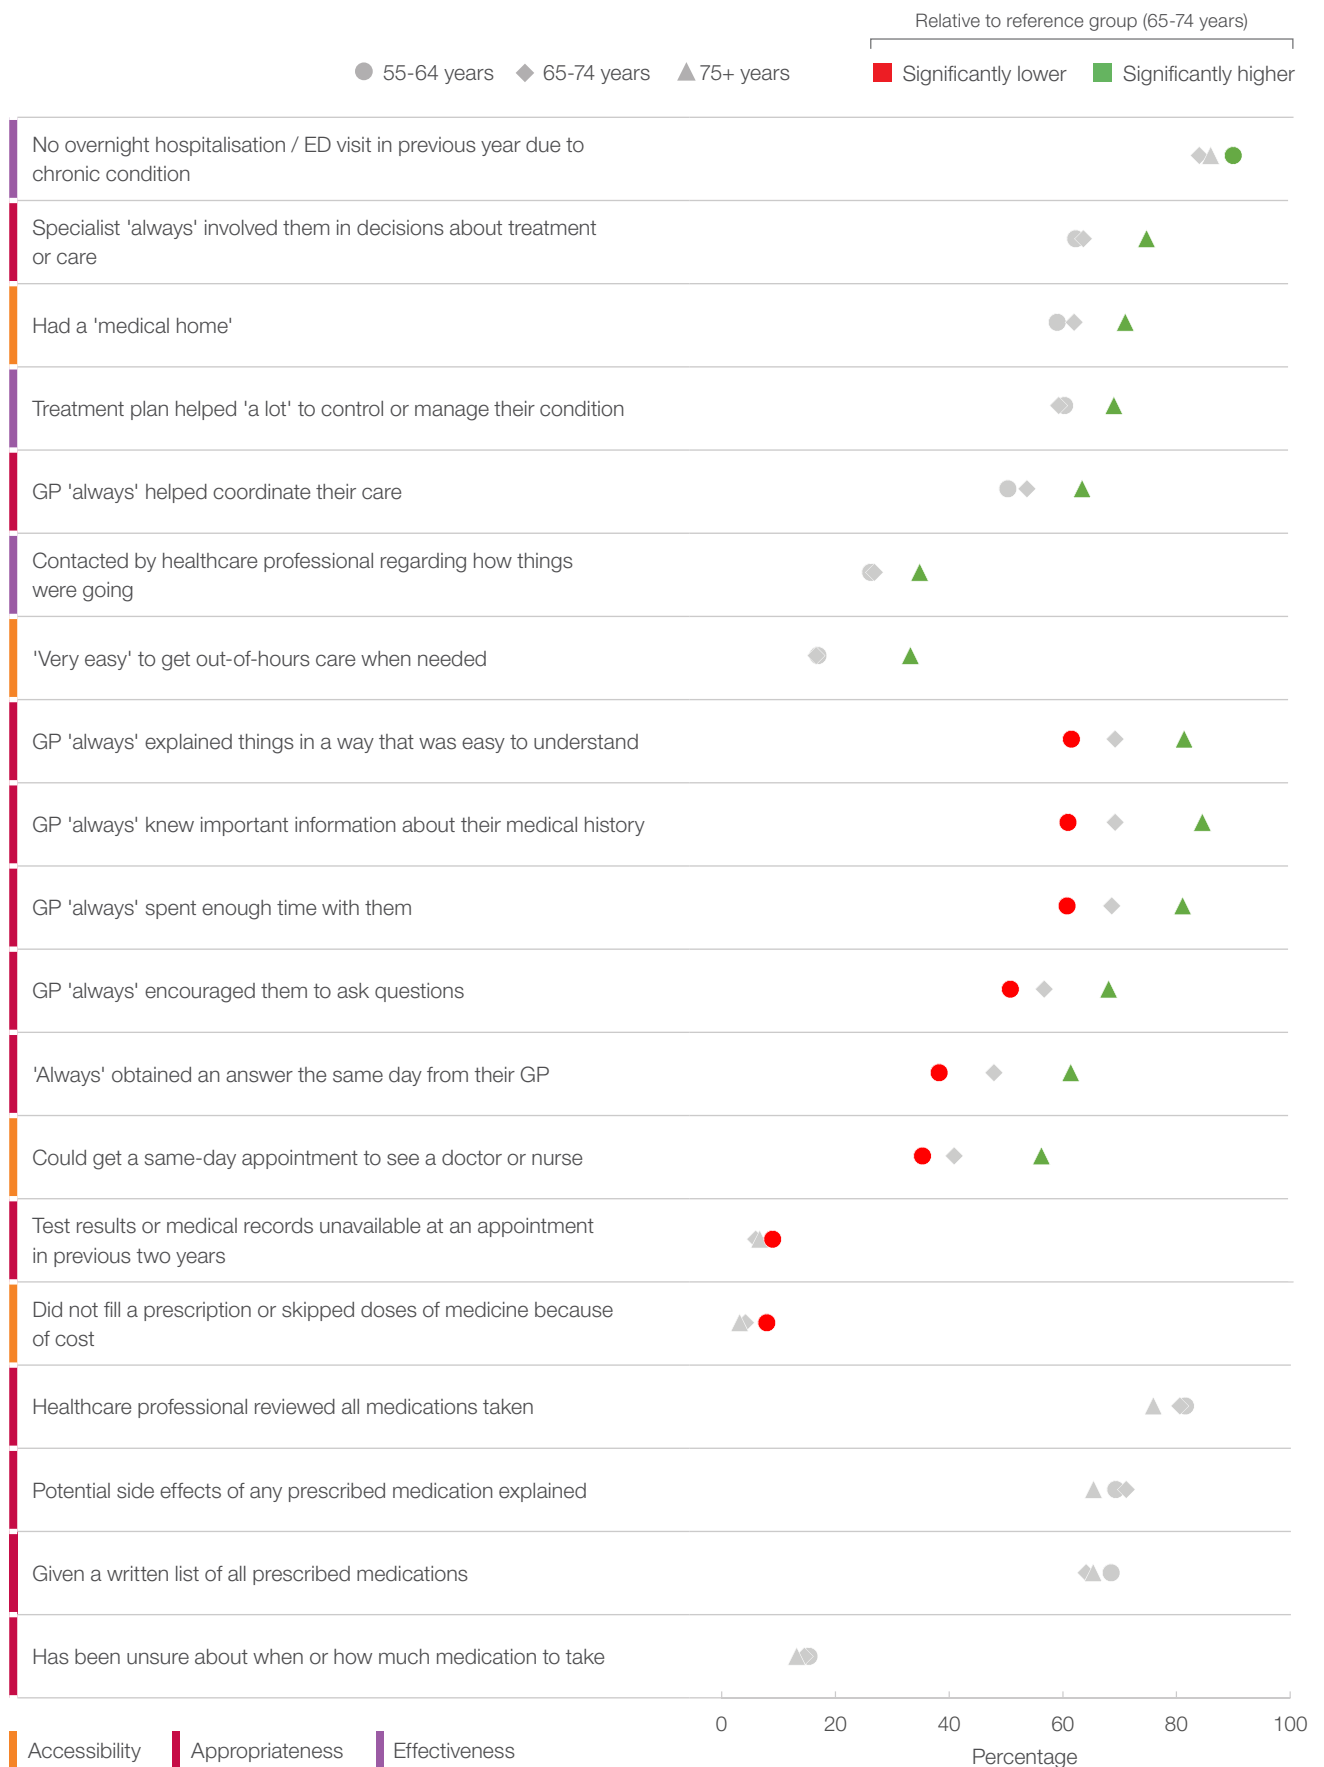 Relative to reference group (65-74 years)
55-64 years 65-74 years 75+ years Significantly lower Significantly higher
No overnight hospitalisation / ED visit in previous year due to
chronic condition
Specialist 'always' involved them in decisions about treatment
or care
Had a 'medical home'
Treatment plan helped 'a lot' to control or manage their condition
GP 'always' helped coordinate their care
Contacted by healthcare professional regarding how things
were going
'Very easy' to get out-of-hours care when needed
GP 'always' explained things in a way that was easy to understand
GP 'always' knew important information about their medical history
GP 'always' spent enough time with them
GP 'always' encouraged them to ask questions
'Always' obtained an answer the same day from their GP
Could get a same-day appointment to see a doctor or nurse
Test results or medical records unavailable at an appointment
in previous two years
Did not fill a prescription or skipped doses of medicine because
of cost
Healthcare professional reviewed all medications taken
Potential side effects of any prescribed medication explained
Given a written list of all prescribed medications
Has been unsure about when or how much medication to take
0 20 40 60 80 100
Percentage
Accessibility Appropriateness Effectiveness